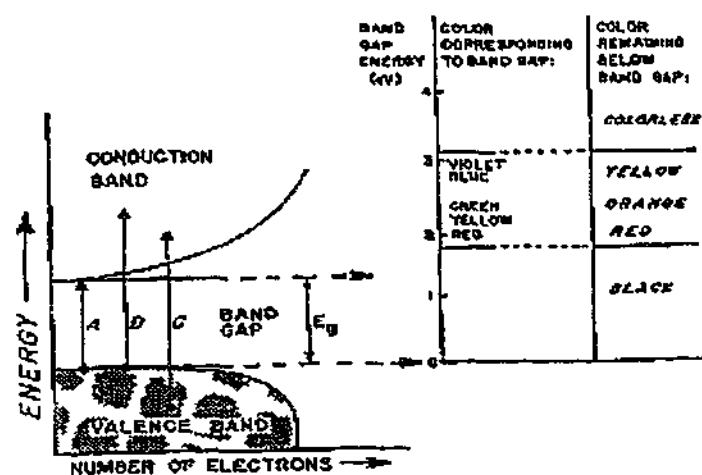 BAND
GAP
ENERGY
COLOR
CORRESPONDING
TO BAND GAP:
COLOR
REMAINING
BELOW
BAND GAP:
4
COLORLESS
3
VIOLET
BLUE
YELLOW
GREEN
YELLOW
RED
ORANGE
RED
2
1
BLACK
0
CONDUCTION
BAND
A
BAND
GAP
Eg
ENERGY
VALENCE BAND
NUMBER OF ELECTRONS